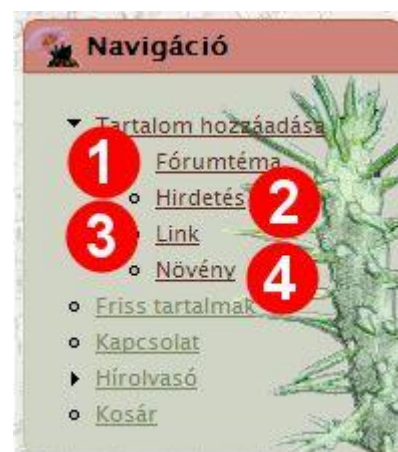 Navigáció
Tartalom hozzáadása
1 Fórumtéma
Hirdetés 2
3 Link
Növény 4
Friss tartalmak
Kapcsolat
Hírolvasó
Kosár